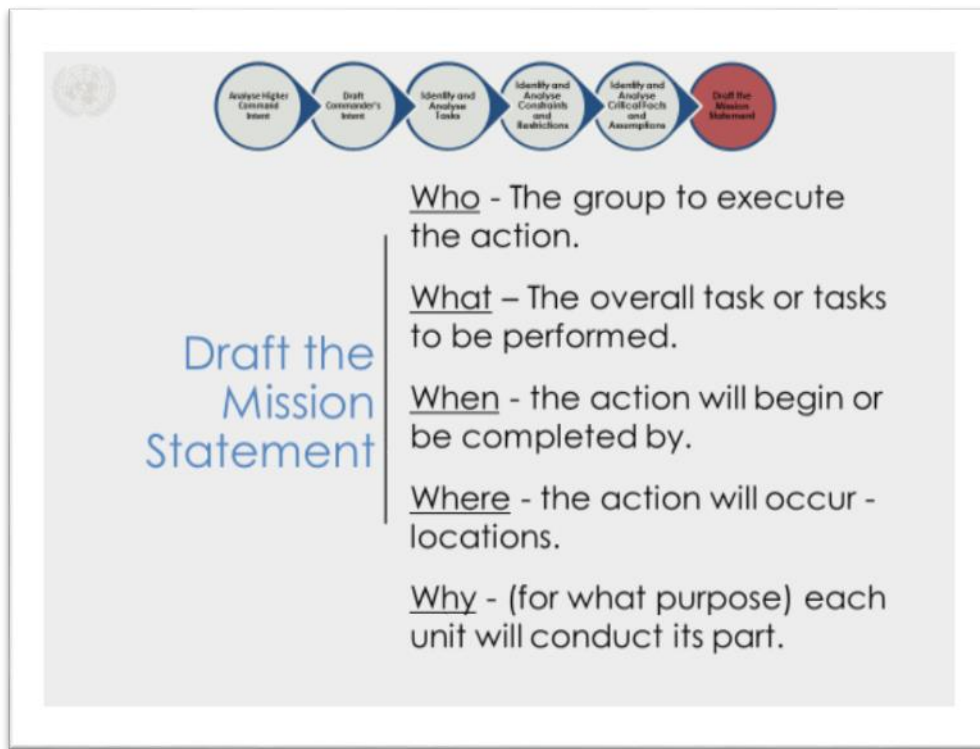 Analyse Higher
Command
Intent
Draft
Commander's
Intent
Identify and
Analyse
Tasks
Identify and
Analyse
Constraints
and
Restrictions
Identify and
Analyse
Critical Facts
and
Assumptions
Draft the
Mission
Statement
Draft the
Mission
Statement
Who - The group to execute
the action.
What – The overall task or tasks
to be performed.
When - the action will begin or
be completed by.
Where - the action will occur -
locations.
Why - (for what purpose) each
unit will conduct its part.